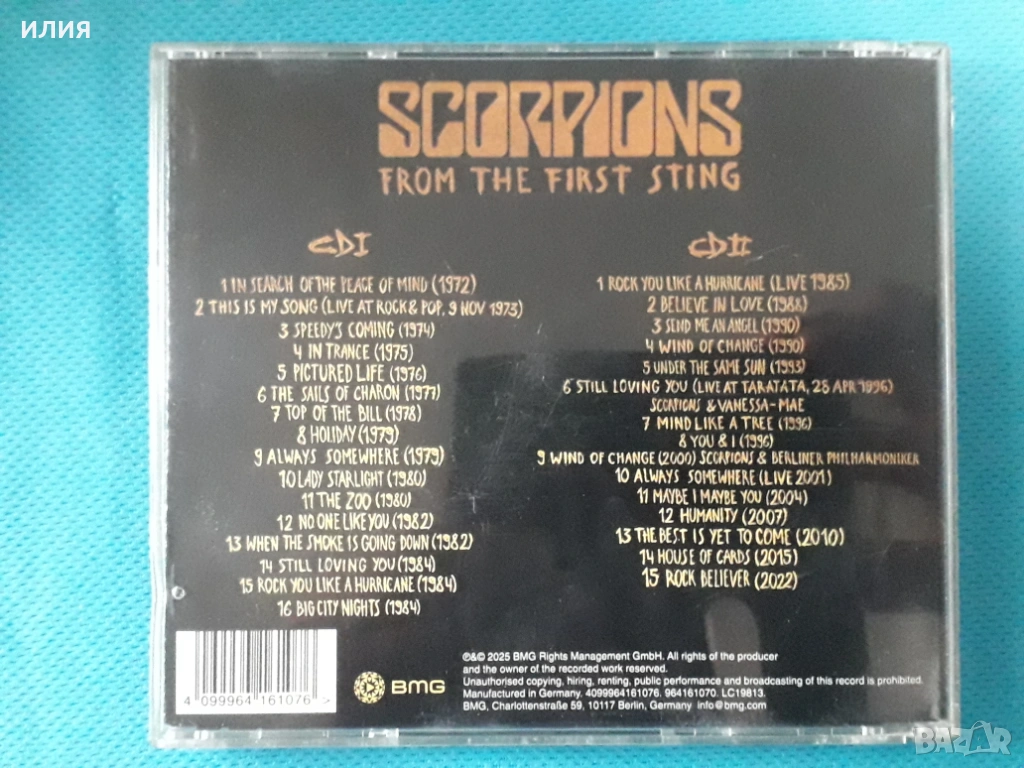 илия
SCORPIONS
FROM THE FIRST STING
CD I
1 IN SEARCH OF THE PEACE OF MIND (1972)
2 THIS IS MY SONG (LIVE AT ROCK & POP, 9 NOV 1973)
3 SPEEDY'S COMING (1974)
4 IN TRANCE (1975)
5 PICTURED LIFE (1976)
6 THE SAILS OF CHARON (1977)
7 TOP OF THE BILL (1978)
8 HOLIDAY (1979)
9 ALWAYS SOMEWHERE (1979)
10 LADY STARLIGHT (1980)
11 THE ZOO (1980)
12 NO ONE LIKE YOU (1982)
13 WHEN THE SMOKE IS GOING DOWN (1982)
14 STILL LOVING YOU (1984)
15 ROCK YOU LIKE A HURRICANE (1984)
16 BIG CITY NIGHTS (1984)
CD II
1 ROCK YOU LIKE A HURRICANE (LIVE 1985)
2 BELIEVE IN LOVE (1988)
3 SEND ME AN ANGEL (1990)
4 WIND OF CHANGE (1990)
5 UNDER THE SAME SUN (1993)
6 STILL LOVING YOU (LIVE AT TARATATA, 28 APR 1996)
SCORPIONS & VANESSA-MAE
7 MIND LIKE A TREE (1996)
8 YOU & I (1996)
9 WIND OF CHANGE (2000) SCORPIONS & BERLINER PHILHARMONIKER
10 ALWAYS SOMEWHERE (LIVE 2001)
11 MAYBE I MAYBE YOU (2004)
12 HUMANITY (2007)
13 THE BEST IS YET TO COME (2010)
14 HOUSE OF CARDS (2015)
15 ROCK BELIEVER (2022)
4 099964 161076 >
BMG
℗&© 2025 BMG Rights Management GmbH. All rights of the producer
and the owner of the recorded work reserved.
Unauthorised copying, hiring, renting, public performance and broadcasting of this record is prohibited.
Manufactured in Germany. 4099964161076. 964161070. LC19813.
BMG, Charlottenstraße 59, 10117 Berlin, Germany info@bmg.com
BAZAR